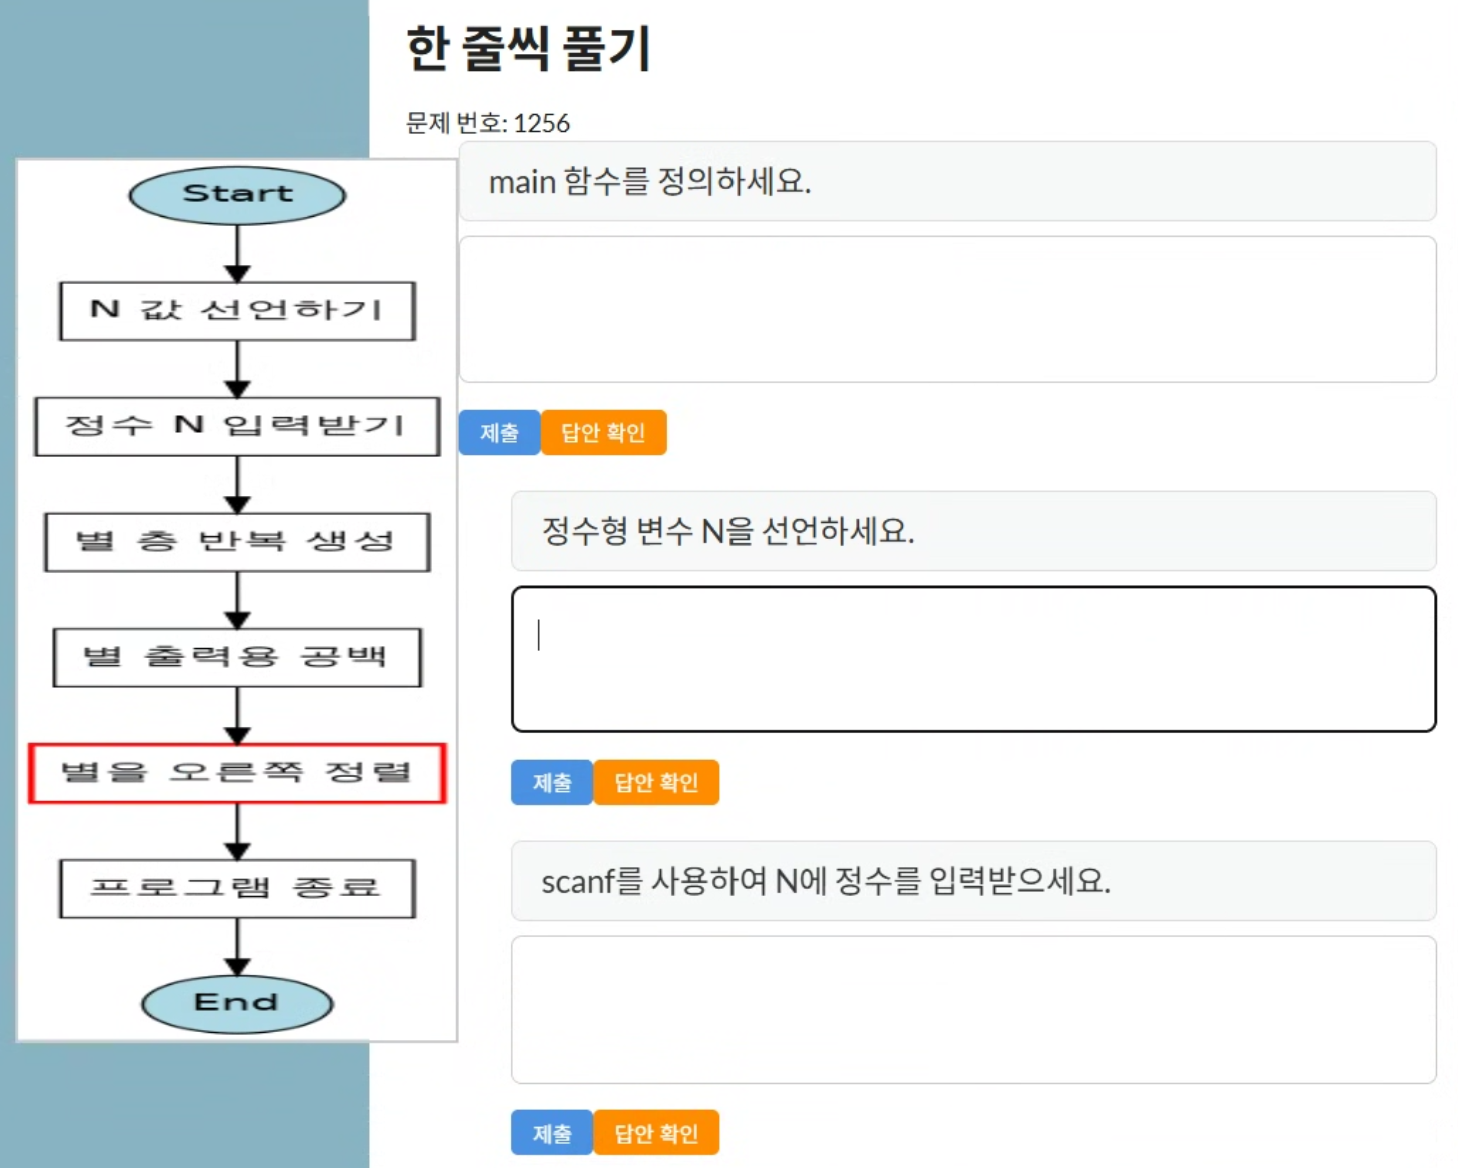 한 줄씩 풀기
문제 번호: 1256
Start
N 값 선언하기
정수 N 입력받기
별 층 반복 생성
별 출력용 공백
별을 오른쪽 정렬
프로그램 종료
End
main 함수를 정의하세요.
제출
답안 확인
정수형 변수 N을 선언하세요.
제출
답안 확인
scanf를 사용하여 N에 정수를 입력받으세요.
제출
답안 확인